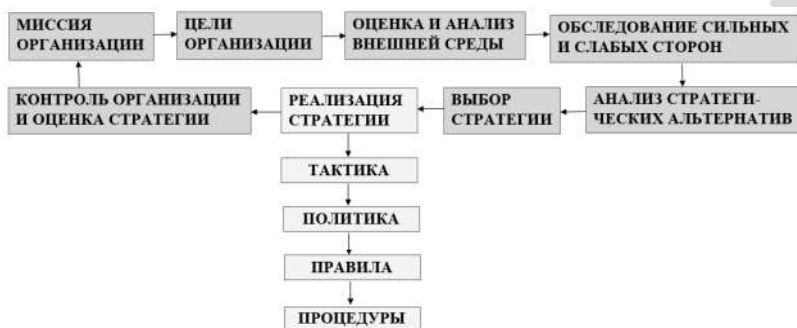 МИССИЯ
ОРГАНИЗАЦИИ
ЦЕЛИ
ОРГАНИЗАЦИИ
ОЦЕНКА И АНАЛИЗ
ВНЕШНЕЙ СРЕДЫ
ОБСЛЕДОВАНИЕ СИЛЬНЫХ
И СЛАБЫХ СТОРОН
КОНТРОЛЬ ОРГАНИЗАЦИИ
И ОЦЕНКА СТРАТЕГИИ
РЕАЛИЗАЦИЯ
СТРАТЕГИИ
ВЫБОР
СТРАТЕГИИ
АНАЛИЗ СТРАТЕГИ-
ЧЕСКИХ АЛЬТЕРНАТИВ
ТАКТИКА
ПОЛИТИКА
ПРАВИЛА
ПРОЦЕДУРЫ